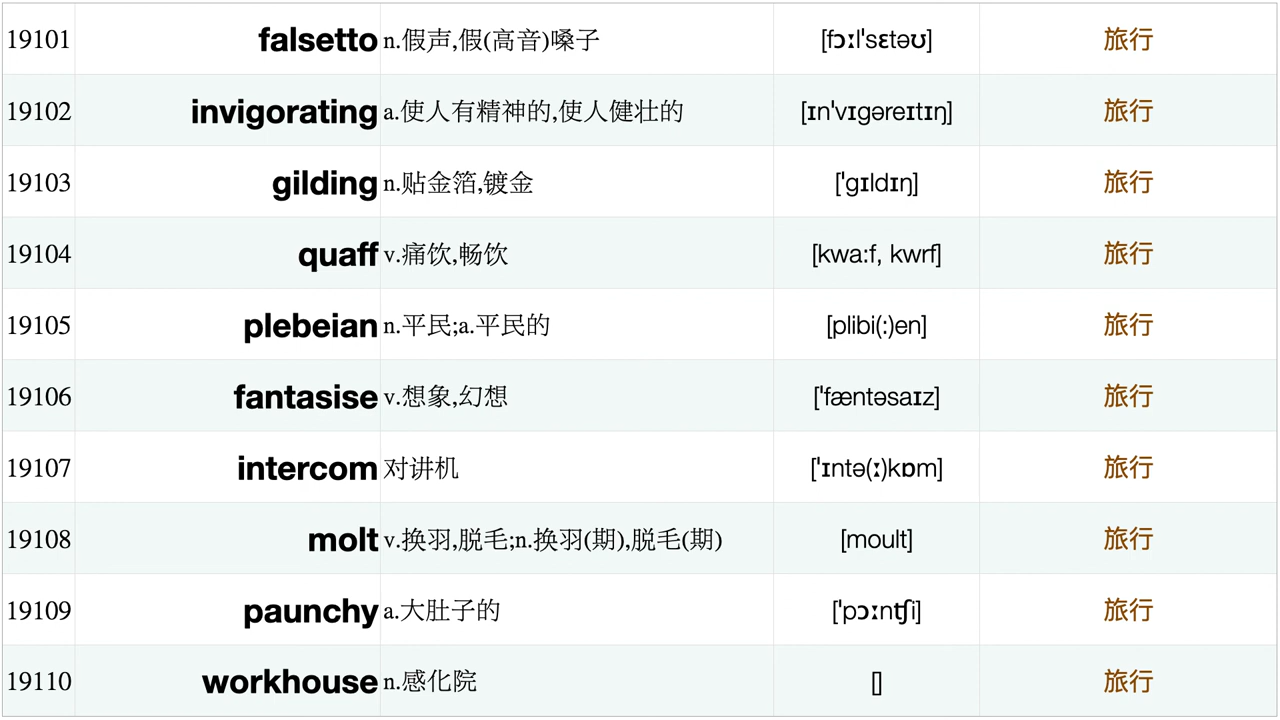 19101 falsetto n.假声,假(高音)嗓子 [fɔːl'sɛtəʊ] 旅行
19102 invigorating a.使人有精神的,使人健壮的 [ɪn'vɪgəreɪtɪŋ] 旅行
19103 gilding n.贴金箔,镀金 ['gɪldɪŋ] 旅行
19104 quaff v.痛饮,畅饮 [kwa:f, kwrf] 旅行
19105 plebeian n.平民;a.平民的 [plibi(:)en] 旅行
19106 fantasise v.想象,幻想 ['fæntəsaɪz] 旅行
19107 intercom 对讲机 ['ɪntə(ː)kɒm] 旅行
19108 molt v.换羽,脱毛;n.换羽(期),脱毛(期) [moult] 旅行
19109 paunchy a.大肚子的 ['pɔːnʧi] 旅行
19110 workhouse n.感化院 [] 旅行